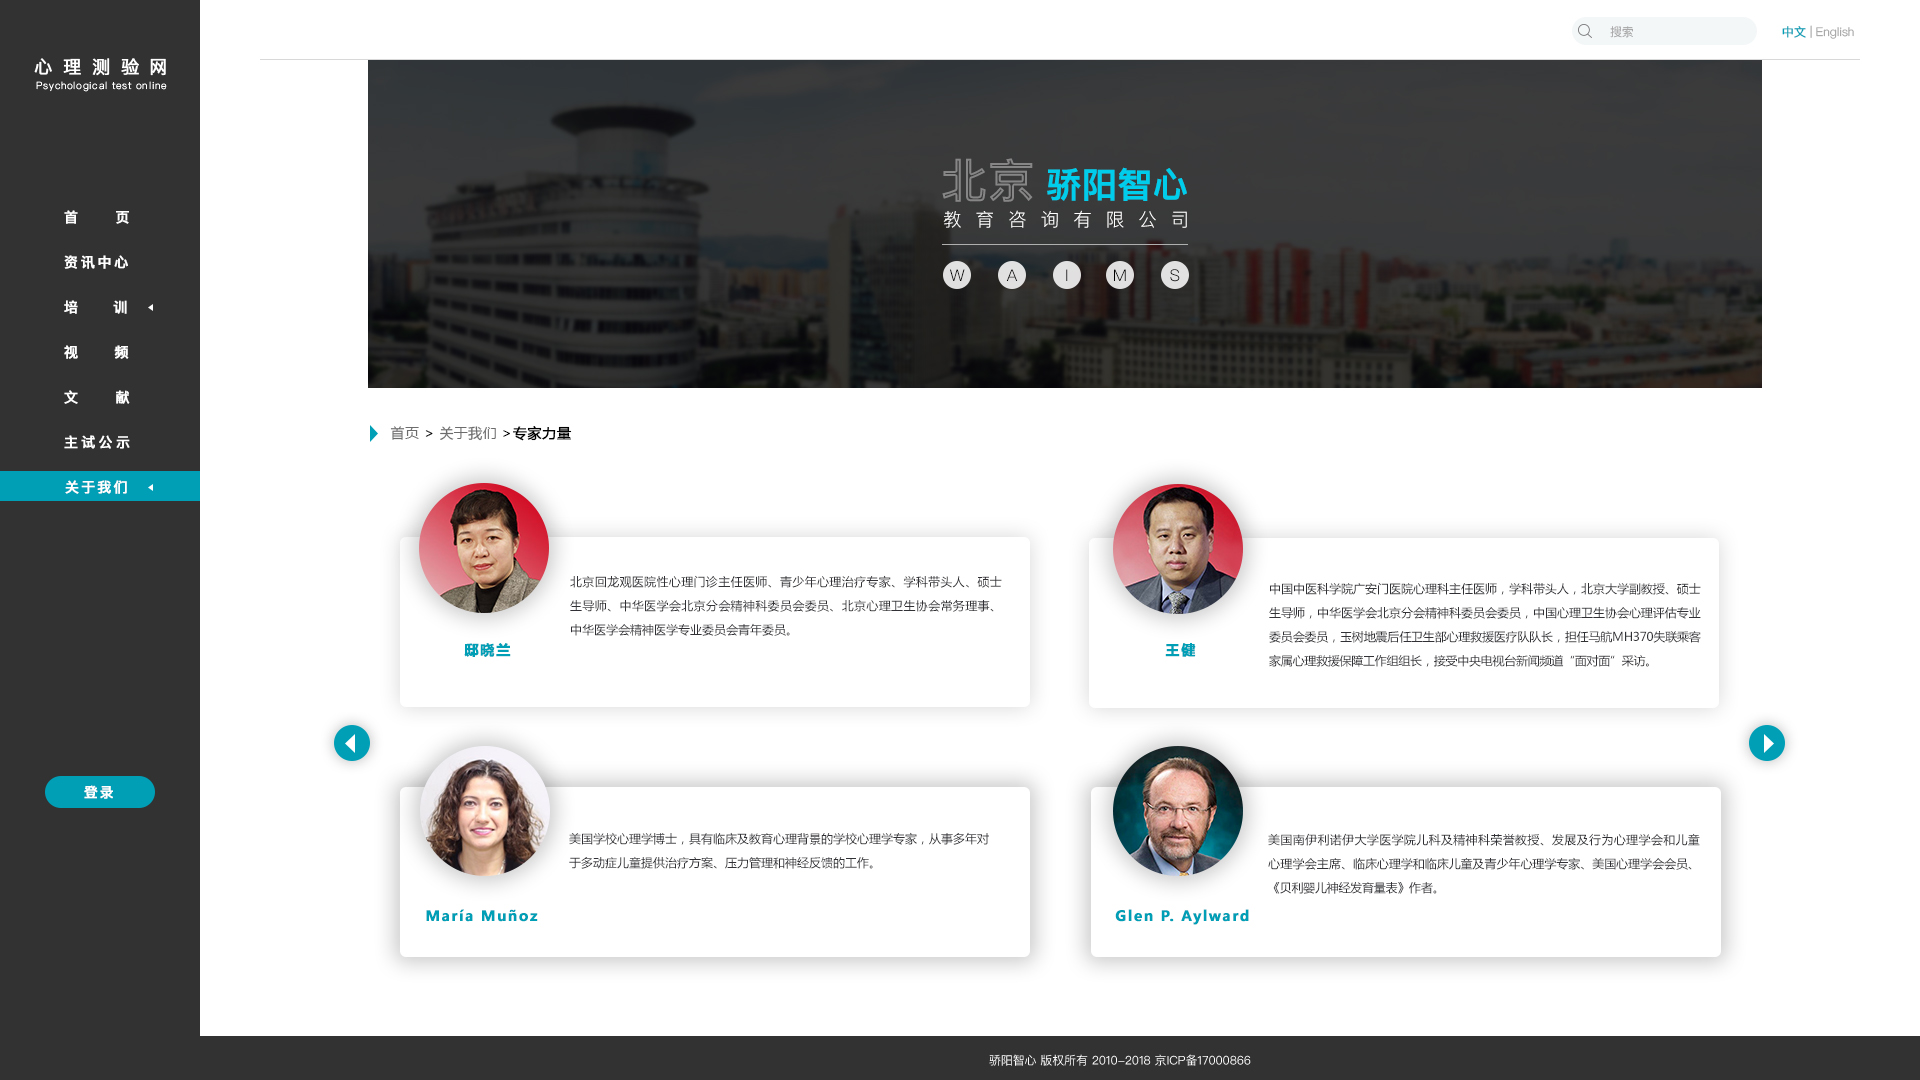 心理测验网
Psychological test online
首 页
资讯中心
培 训
视 频
文 献
主试公示
关于我们
登录
搜索
中文 | English
北京 骄阳智心
教育咨询有限公司
W A I M S
首页 > 关于我们 >专家力量
邸晓兰
北京回龙观医院性心理门诊主任医师、青少年心理治疗专家、学科带头人、硕士
生导师、中华医学会北京分会精神科委员会委员、北京心理卫生协会常务理事、
中华医学会精神医学专业委员会青年委员。
王健
中国中医科学院广安门医院心理科主任医师，学科带头人，北京大学副教授、硕士
生导师，中华医学会北京分会精神科委员会委员，中国心理卫生协会心理评估专业
委员会委员，玉树地震后任卫生部心理救援医疗队队长，担任马航MH370失联乘客
家属心理救援保障工作组组长，接受中央电视台新闻频道“面对面”采访。
María Muñoz
美国学校心理学博士，具有临床及教育心理背景的学校心理学专家，从事多年对
于多动症儿童提供治疗方案、压力管理和神经反馈的工作。
Glen P. Aylward
美国南伊利诺伊大学医学院儿科及精神科荣誉教授、发展及行为心理学会和儿童
心理学会主席、临床心理学和临床儿童及青少年心理学专家、美国心理学会会员、
《贝利婴儿神经发育量表》作者。
骄阳智心 版权所有 2010-2018 京ICP备17000866